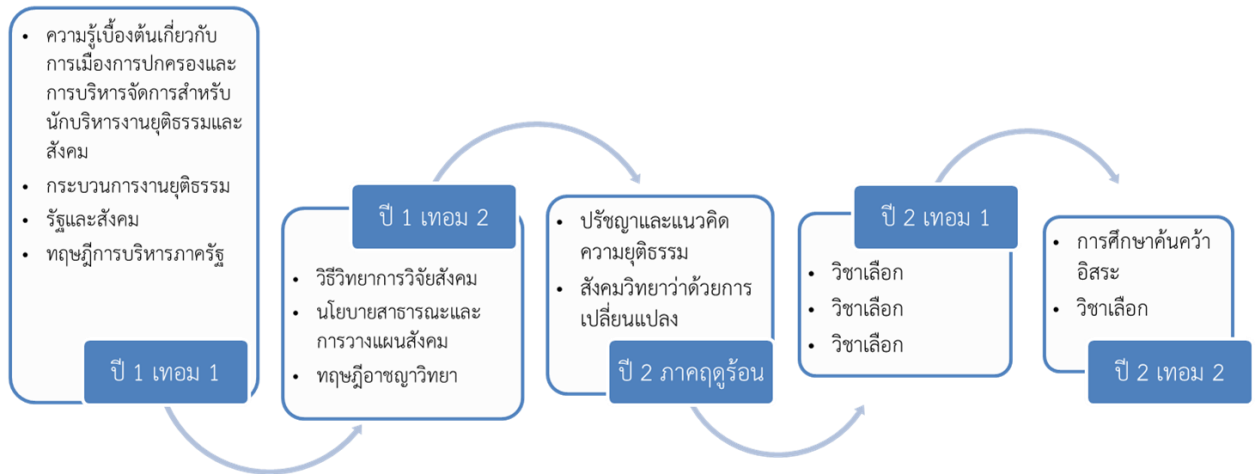 • ความรู้เบื้องต้นเกี่ยวกับ
การเมืองการปกครองและ
การบริหารจัดการสำหรับ
นักบริหารงานยุติธรรมและ
สังคม
• กระบวนการงานยุติธรรม
• รัฐและสังคม
• ทฤษฎีการบริหารภาครัฐ
ปี 1 เทอม 1
ปี 1 เทอม 2
• วิธีวิทยาการวิจัยสังคม
• นโยบายสาธารณะและ
การวางแผนสังคม
• ทฤษฎีอาชญาวิทยา
• ปรัชญาและแนวคิด
ความยุติธรรม
• สังคมวิทยาว่าด้วยการ
เปลี่ยนแปลง
ปี 2 ภาคฤดูร้อน
ปี 2 เทอม 1
• วิชาเลือก
• วิชาเลือก
• วิชาเลือก
• การศึกษาค้นคว้า
อิสระ
• วิชาเลือก
ปี 2 เทอม 2